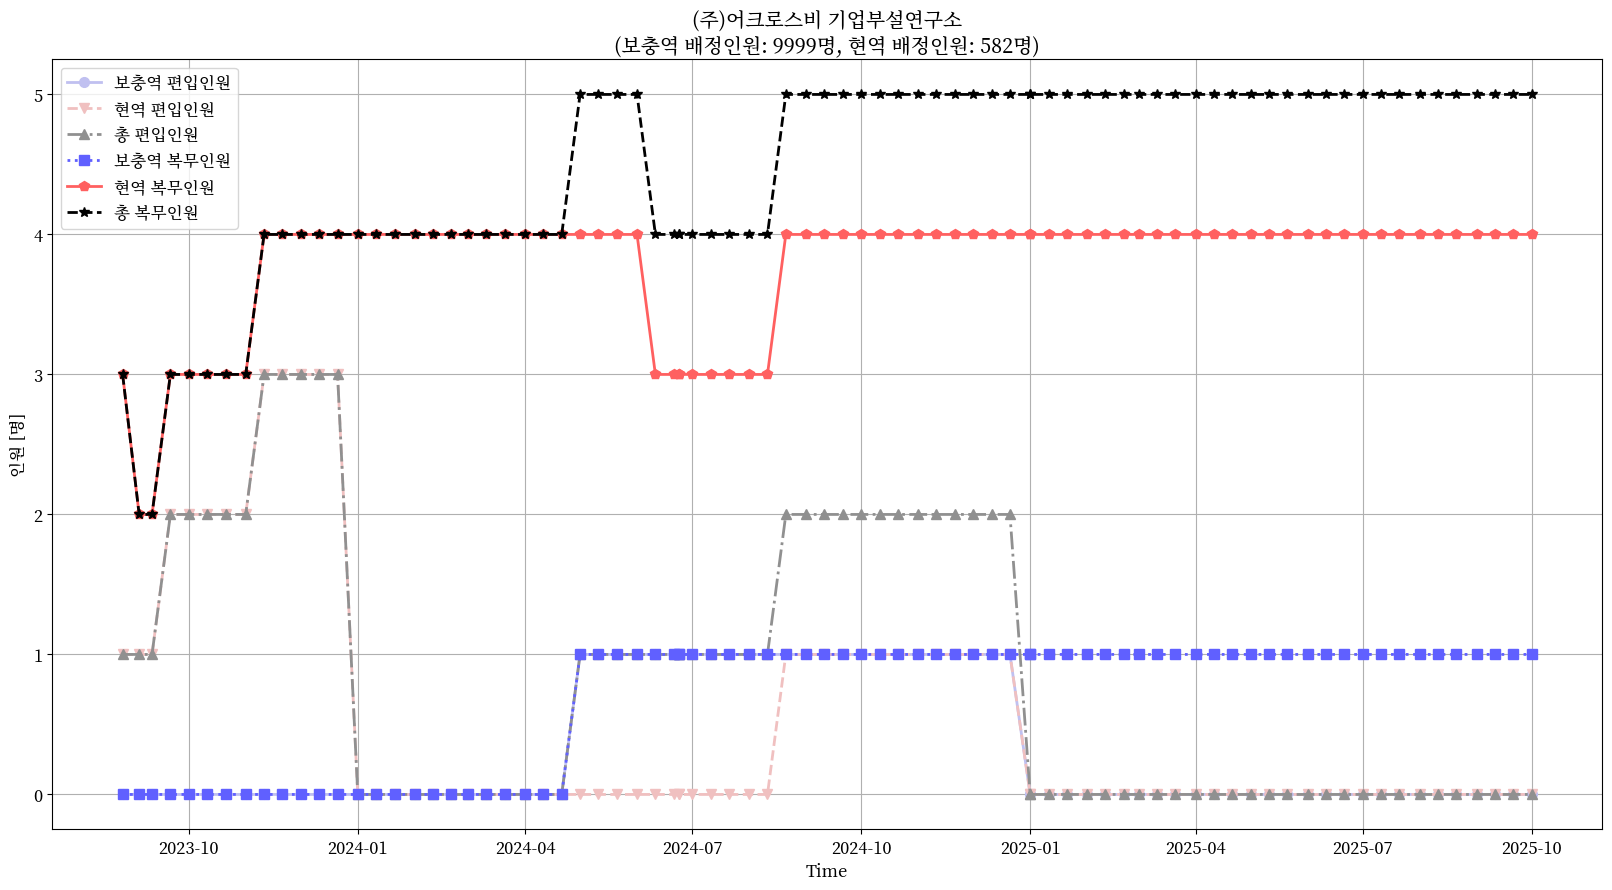 (주)어크로스비 기업부설연구소
(보충역 배정인원: 9999명, 현역 배정인원: 582명)
보충역 편입인원
현역 편입인원
총 편입인원
보충역 복무인원
현역 복무인원
총 복무인원
인원 [명]
5
4
3
2
1
0
2023-10
2024-01
2024-04
2024-07
2024-10
2025-01
2025-04
2025-07
2025-10
Time